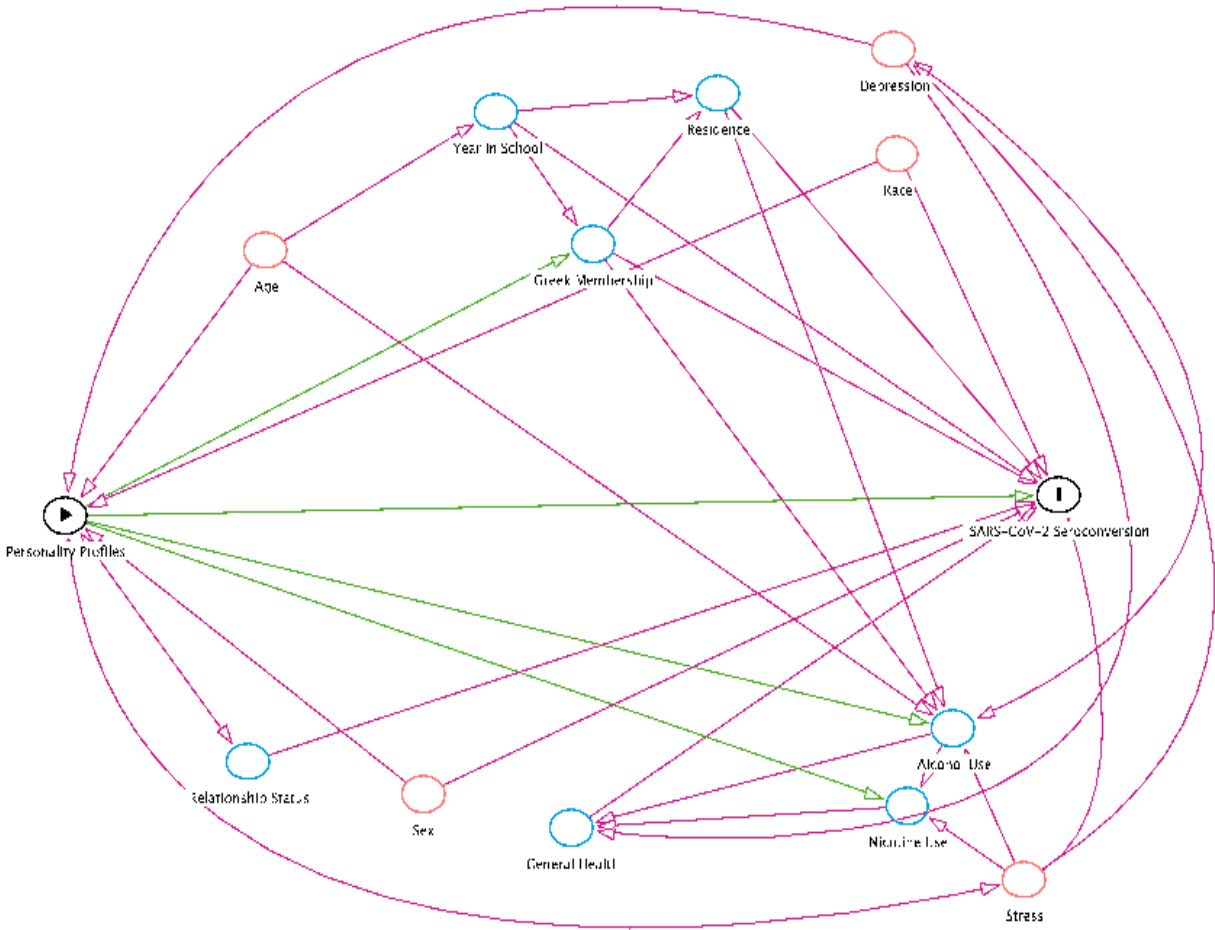 Depression
Residence
Year In School
Race
Greek Membership
Age
SARS-CoV-2 Seroconversion
Personality Profiles
Alcohol Use
Relationship Status
Sex
Nicotine Use
General Health
Stress